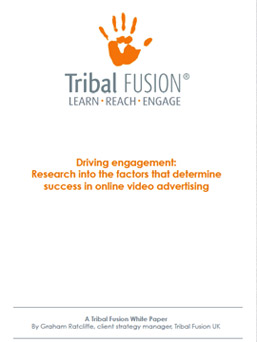 Tribal FUSION®
LEARN · REACH · ENGAGE
Driving engagement:
Research into the factors that determine
success in online video advertising
A Tribal Fusion White Paper
By Graham Ratcliffe, client strategy manager, Tribal Fusion UK